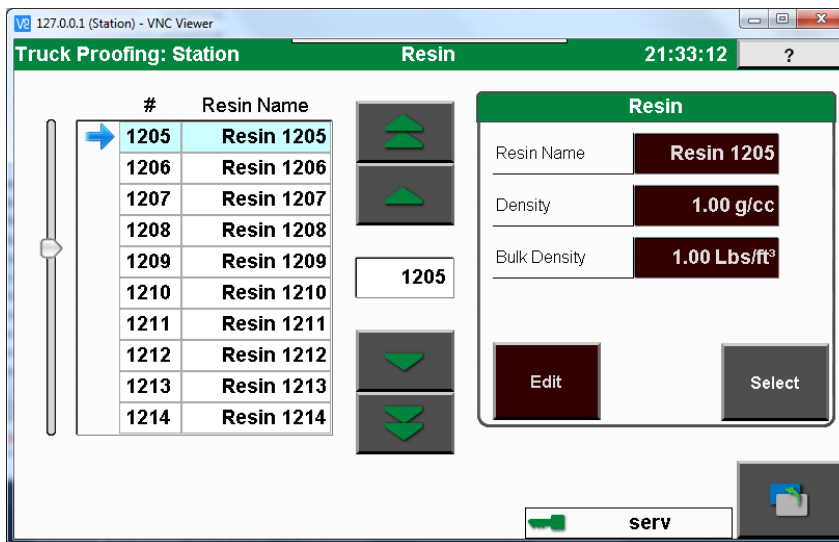 127.0.0.1 (Station) - VNC Viewer
Truck Proofing: Station Resin 21:33:12 ?
# Resin Name
1205 Resin 1205
1206 Resin 1206
1207 Resin 1207
1208 Resin 1208
1209 Resin 1209
1210 Resin 1210
1211 Resin 1211
1212 Resin 1212
1213 Resin 1213
1214 Resin 1214
1205
Resin
Resin Name Resin 1205
Density 1.00 g/cc
Bulk Density 1.00 Lbs/ft³
Edit Select
serv